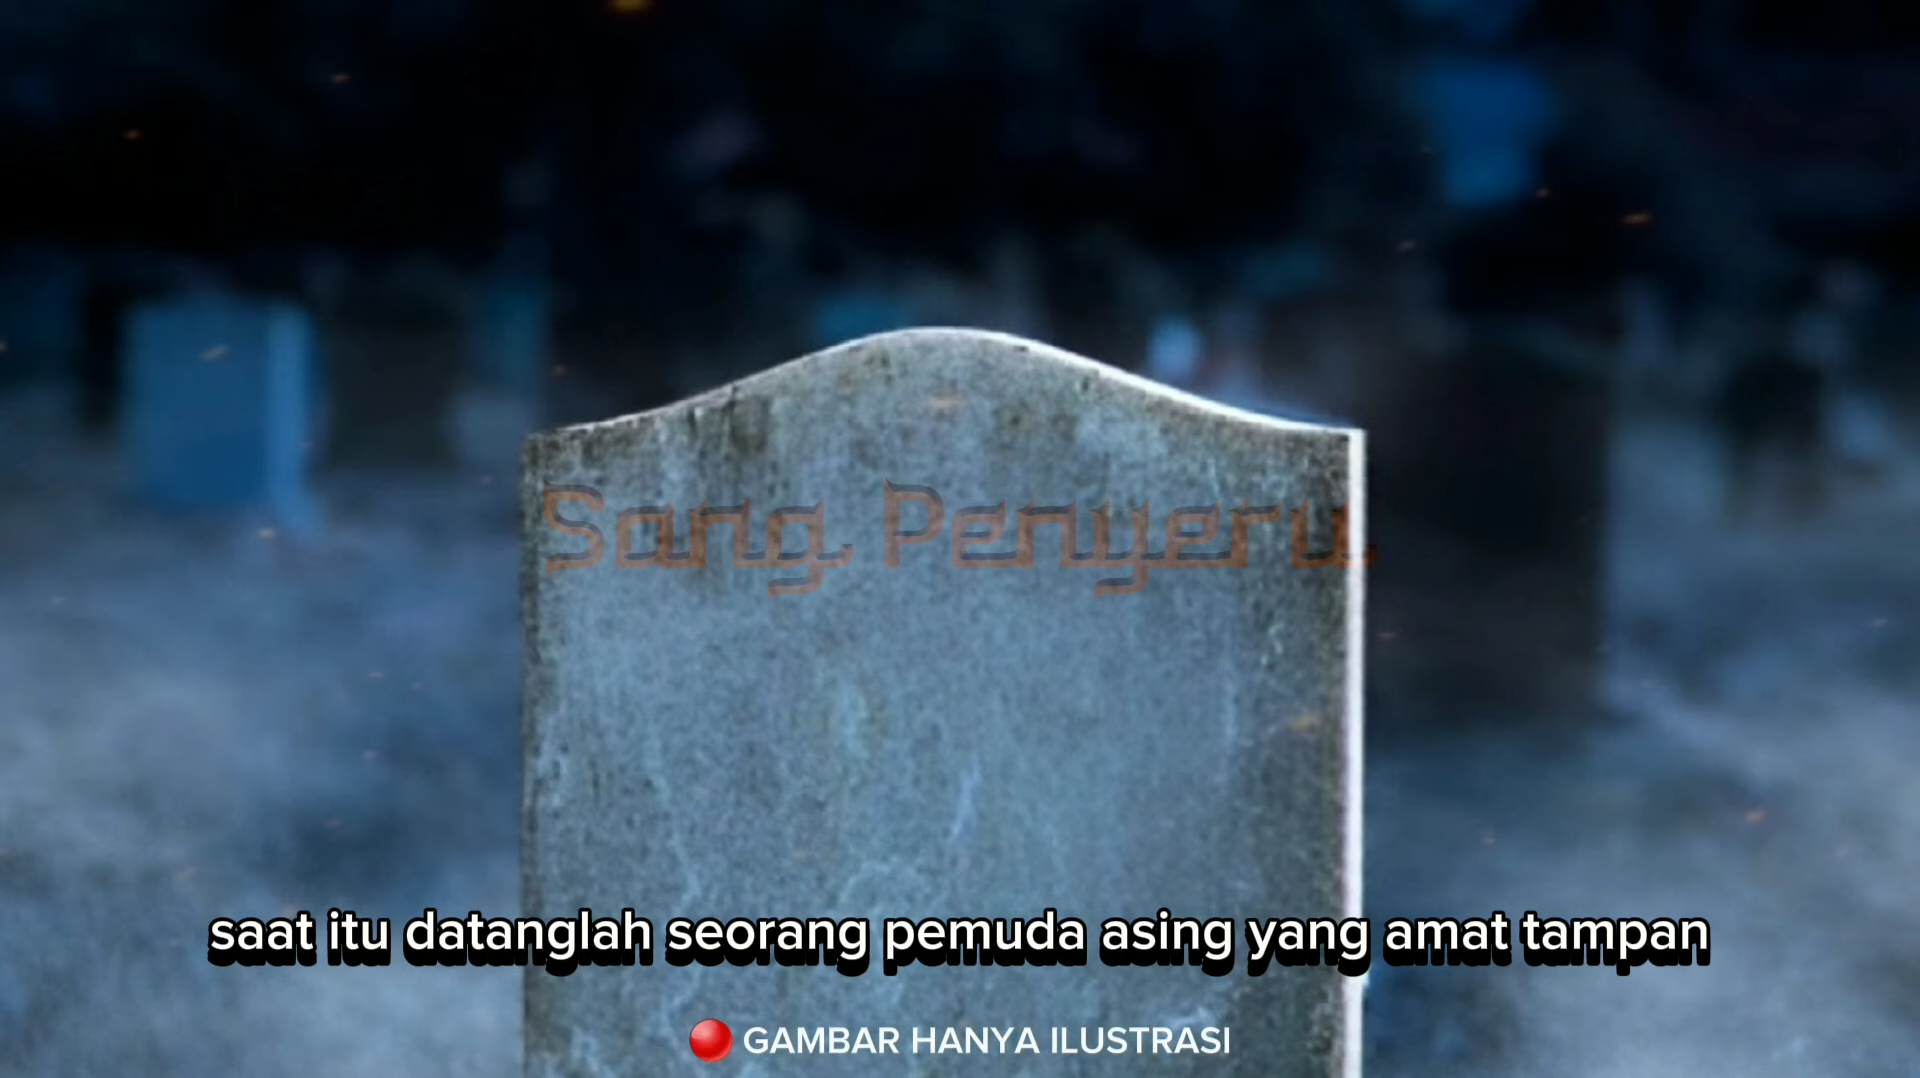 Sang Penyeru
saat itu datanglah seorang pemuda asing yang amat tampan
GAMBAR HANYA ILUSTRASI